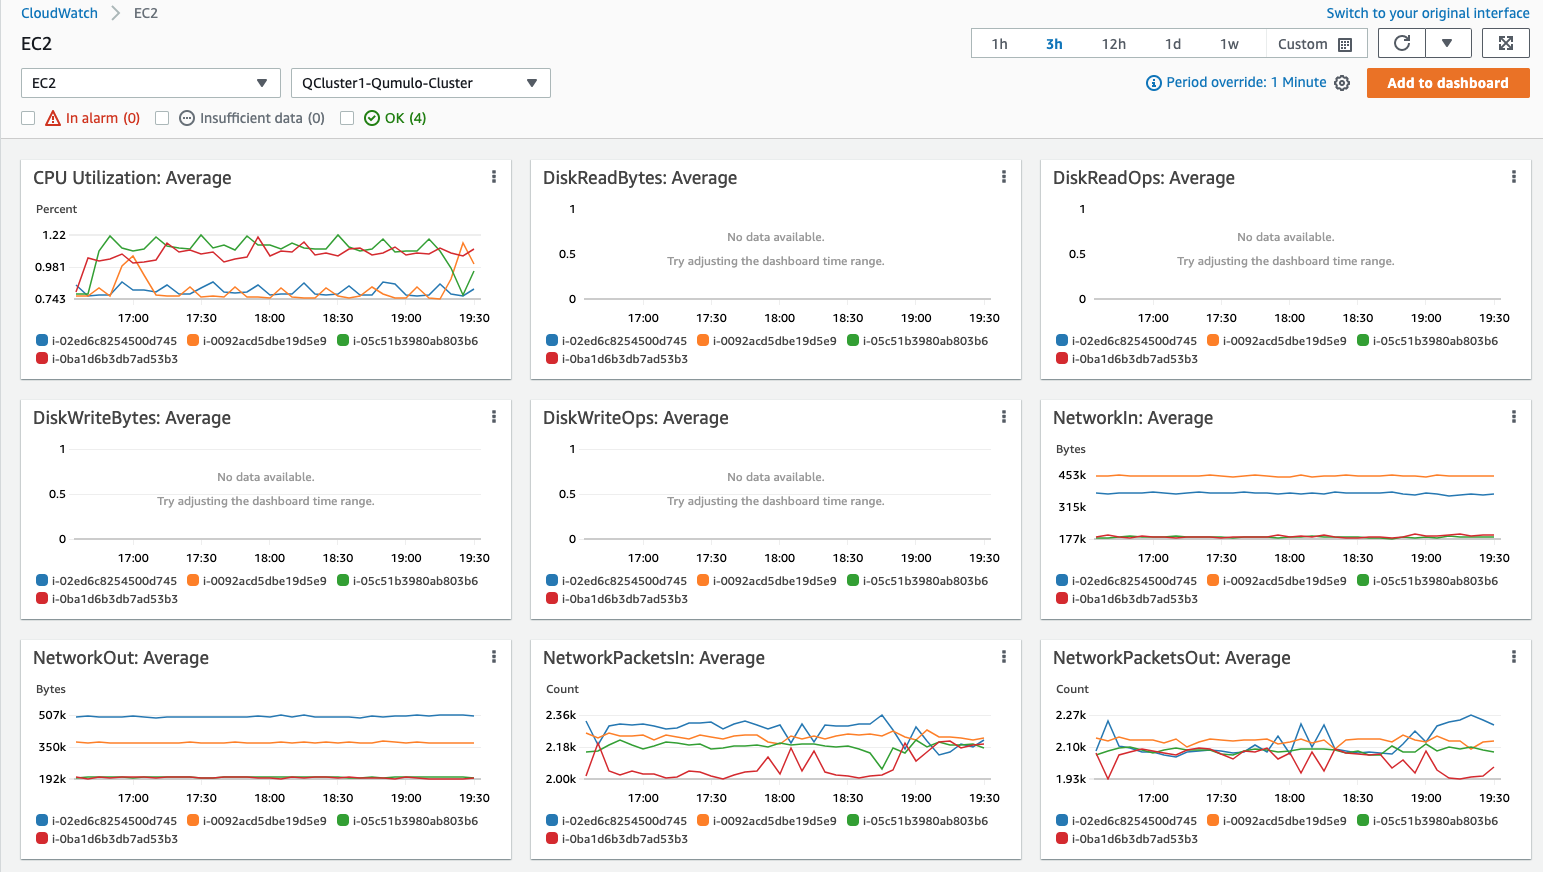 CloudWatch EC2 Switch to your original interface
EC2 1h 3h 12h 1d 1w Custom
EC2 QCluster1-Qumulo-Cluster Period override: 1 Minute Add to dashboard
In alarm (0) Insufficient data (0) OK (4)
CPU Utilization: Average
Percent
1.22
0.981
0.743
17:00 17:30 18:00 18:30 19:00 19:30
i-02ed6c8254500d745 i-0092acd5dbe19d5e9 i-05c51b3980ab803b6
i-0ba1d6b3db7ad53b3
DiskReadBytes: Average
1
No data available.
0.5
Try adjusting the dashboard time range.
0
17:00 17:30 18:00 18:30 19:00 19:30
i-02ed6c8254500d745 i-0092acd5dbe19d5e9 i-05c51b3980ab803b6
i-0ba1d6b3db7ad53b3
DiskReadOps: Average
1
No data available.
0.5
Try adjusting the dashboard time range.
0
17:00 17:30 18:00 18:30 19:00 19:30
i-02ed6c8254500d745 i-0092acd5dbe19d5e9 i-05c51b3980ab803b6
i-0ba1d6b3db7ad53b3
DiskWriteBytes: Average
1
No data available.
0.5
Try adjusting the dashboard time range.
0
17:00 17:30 18:00 18:30 19:00 19:30
i-02ed6c8254500d745 i-0092acd5dbe19d5e9 i-05c51b3980ab803b6
i-0ba1d6b3db7ad53b3
DiskWriteOps: Average
1
No data available.
0.5
Try adjusting the dashboard time range.
0
17:00 17:30 18:00 18:30 19:00 19:30
i-02ed6c8254500d745 i-0092acd5dbe19d5e9 i-05c51b3980ab803b6
i-0ba1d6b3db7ad53b3
NetworkIn: Average
Bytes
453k
315k
177k
17:00 17:30 18:00 18:30 19:00 19:30
i-02ed6c8254500d745 i-0092acd5dbe19d5e9 i-05c51b3980ab803b6
i-0ba1d6b3db7ad53b3
NetworkOut: Average
Bytes
507k
350k
192k
17:00 17:30 18:00 18:30 19:00 19:30
i-02ed6c8254500d745 i-0092acd5dbe19d5e9 i-05c51b3980ab803b6
i-0ba1d6b3db7ad53b3
NetworkPacketsIn: Average
Count
2.36k
2.18k
2.00k
17:00 17:30 18:00 18:30 19:00 19:30
i-02ed6c8254500d745 i-0092acd5dbe19d5e9 i-05c51b3980ab803b6
i-0ba1d6b3db7ad53b3
NetworkPacketsOut: Average
Count
2.27k
2.10k
1.93k
17:00 17:30 18:00 18:30 19:00 19:30
i-02ed6c8254500d745 i-0092acd5dbe19d5e9 i-05c51b3980ab803b6
i-0ba1d6b3db7ad53b3